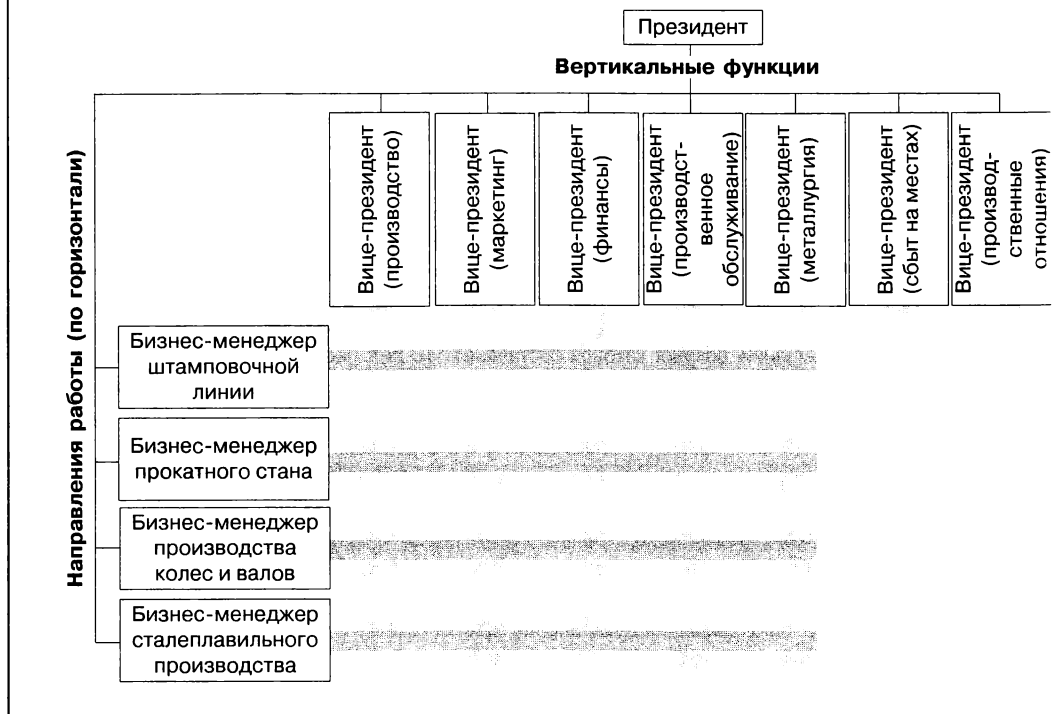 Президент
Вертикальные функции
Направления работы (по горизонтали)
Вице-президент
(производство)
Вице-президент
(маркетинг)
Вице-президент
(финансы)
Вице-президент
(производст-
венное
обслуживание)
Вице-президент
(металлургия)
Вице-президент
(сбыт на местах)
Вице-президент
(производ-
ственные
отношения)
Бизнес-менеджер
штамповочной
линии
Бизнес-менеджер
прокатного стана
Бизнес-менеджер
производства
колес и валов
Бизнес-менеджер
сталеплавильного
производства